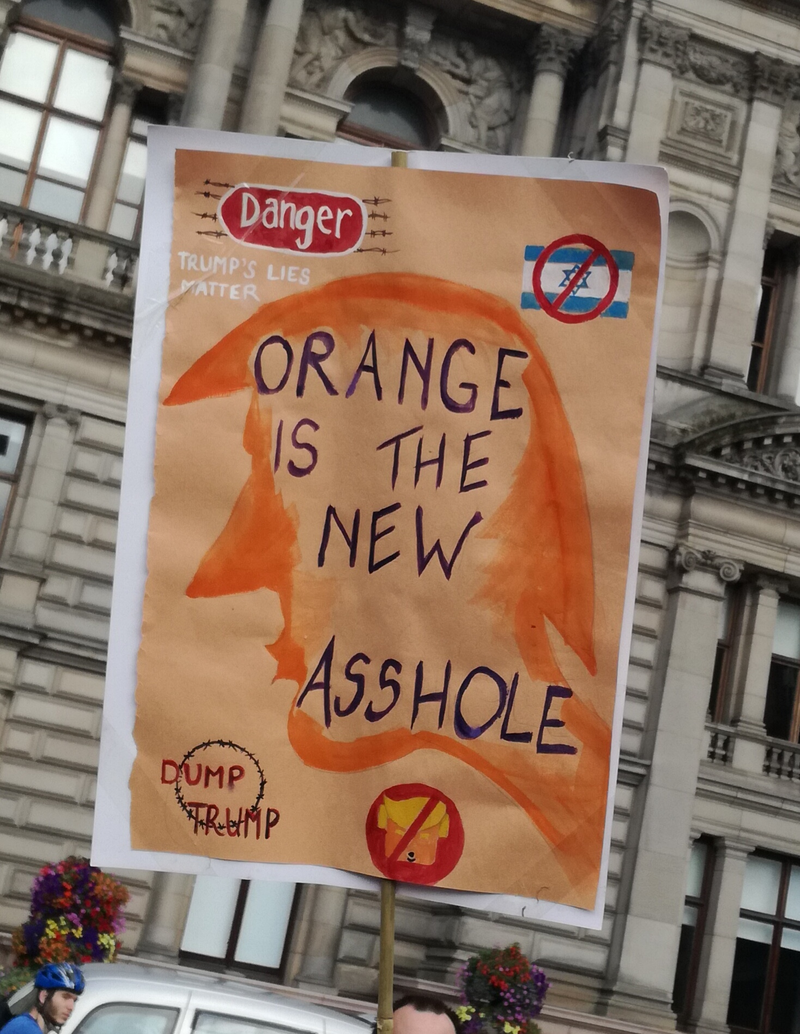 Danger
TRUMP'S LIES
MATTER
ORANGE
IS THE
NEW
ASSHOLE
DUMP
TRUMP